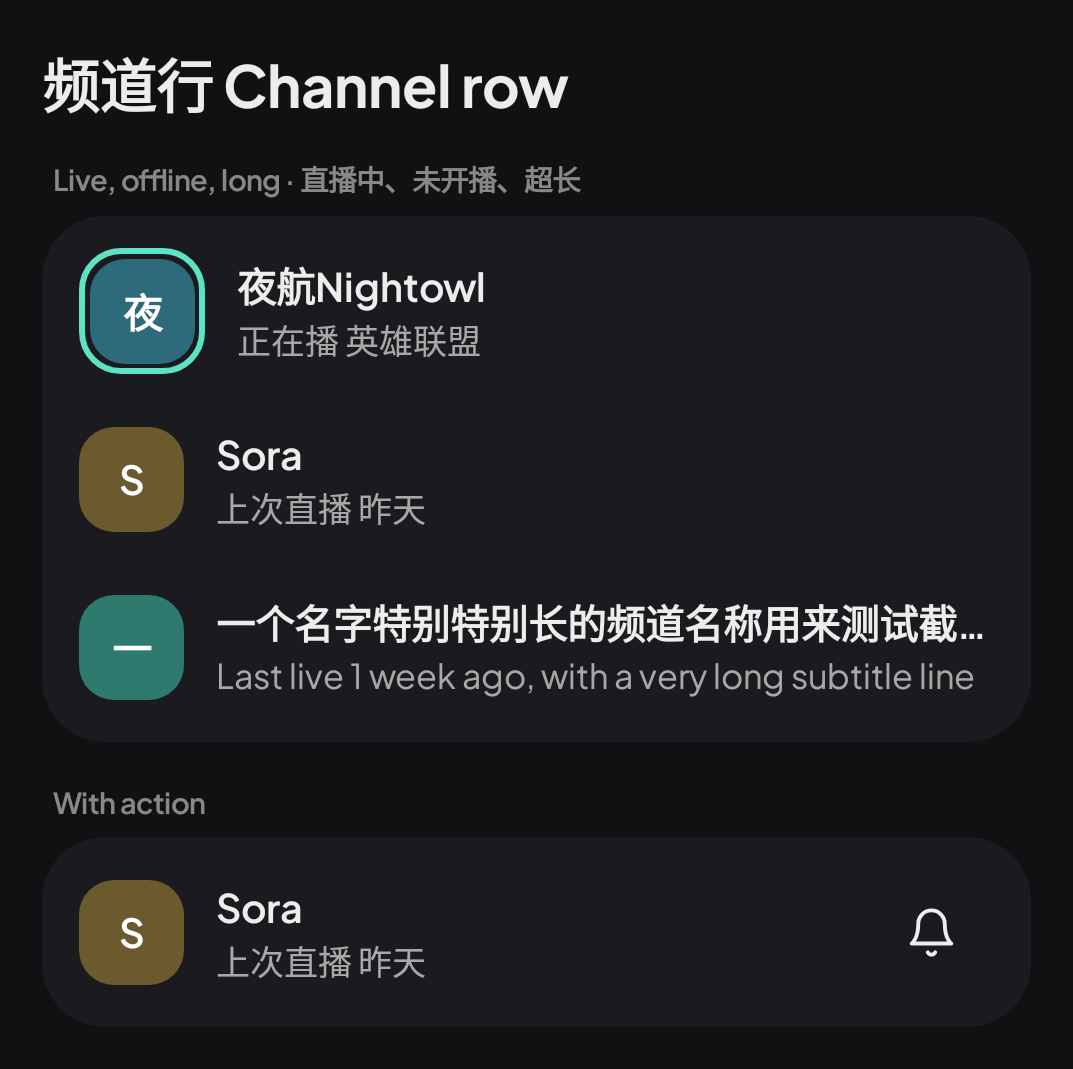 频道行 Channel row
Live, offline, long · 直播中、未开播、超长
夜
夜航Nightowl
正在播 英雄联盟
S
Sora
上次直播 昨天
一
一个名字特别特别长的频道名称用来测试截…
Last live 1 week ago, with a very long subtitle line
With action
S
Sora
上次直播 昨天